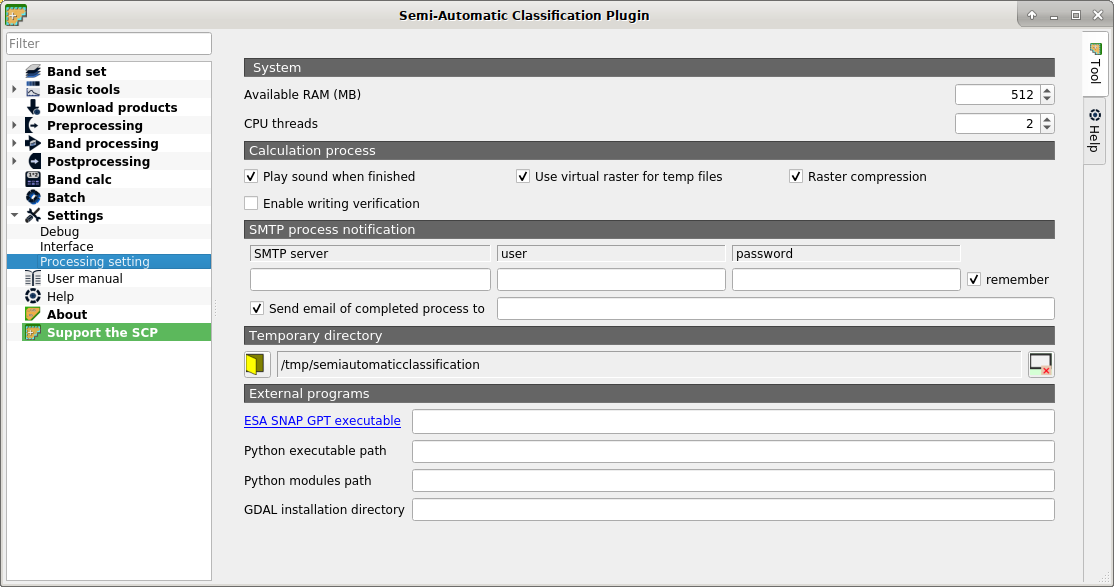 Semi-Automatic Classification Plugin
Filter
Band set
Basic tools
Download products
Preprocessing
Band processing
Postprocessing
Band calc
Batch
Settings
Debug
Interface
Processing setting
User manual
Help
About
Support the SCP
System
Available RAM (MB) 512
CPU threads 2
Calculation process
Play sound when finished Use virtual raster for temp files Raster compression
Enable writing verification
SMTP process notification
SMTP server user password
remember
Send email of completed process to
Temporary directory
/tmp/semiautomaticclassification
External programs
ESA SNAP GPT executable
Python executable path
Python modules path
GDAL installation directory
Tool
Help